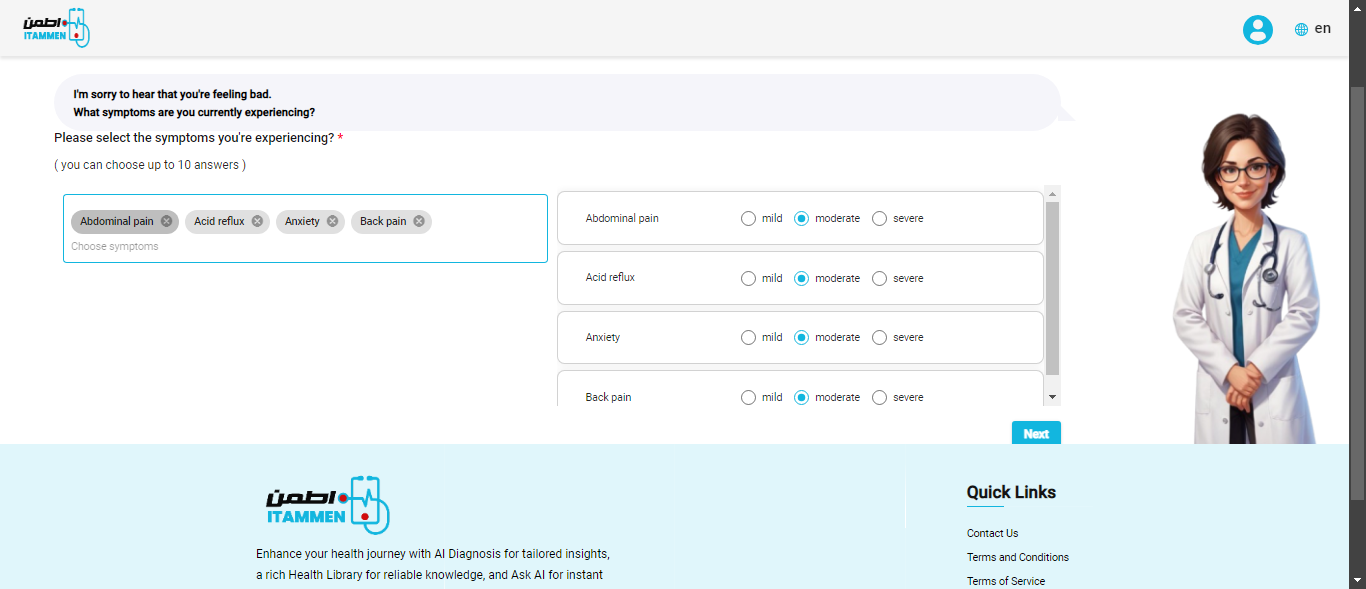 اطمن
ITAMMEN
en
I'm sorry to hear that you're feeling bad.
What symptoms are you currently experiencing?
Please select the symptoms you're experiencing? *
( you can choose up to 10 answers )
Abdominal pain
Acid reflux
Anxiety
Back pain
Choose symptoms
Abdominal pain mild moderate severe
Acid reflux mild moderate severe
Anxiety mild moderate severe
Back pain mild moderate severe
Next
اطمن
ITAMMEN
Enhance your health journey with AI Diagnosis for tailored insights,
a rich Health Library for reliable knowledge, and Ask AI for instant
Quick Links
Contact Us
Terms and Conditions
Terms of Service